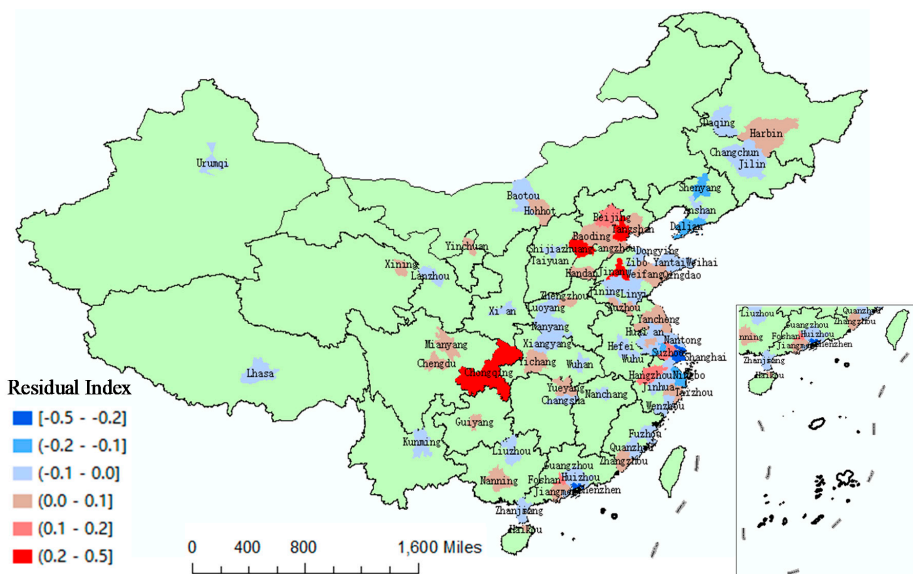 Daqing
Harbin
Changchun
Jilin
Urumqi
Shenyang
Anshan
Baotou
Hohhot
Beijing
Tangshan
Dalian
Baoding
Yinchuan
Shijiazhuang
Cangzhou
Dongying
Taiyuan
Zibo
Yantai
Weihai
Xining
Lanzhou
Handan
Jinan
Weifang
Qingdao
Jining
Linyi
Zhengzhou
Xi'an
Luoyang
Xuzhou
Yancheng
Nanyang
Huai'an
Mianyang
Xiangyang
Hefei
Nantong
Chengdu
Yichang
Wuhan
Wuhu
Suzhou
Shanghai
Lhasa
Chongqing
Hangzhou
Ningbo
Yueyang
Jinhua
Taizhou
Changsha
Nanchang
Wenzhou
Guiyang
Fuzhou
Kunming
Liuzhou
Quanzhou
Zhangzhou
Guangzhou
Nanning
Foshan
Huizhou
Jiangmen
Shenzhen
Zhanjiang
Haikou
Quanzhou
Liuzhou
Zhangzhou
Guangzhou
nning
Foshan
Huizhou
Jiangmen
Shenzhen
Zhanjiang
Haikou
Residual Index
[-0.5 - -0.2]
(-0.2 - -0.1]
(-0.1 - 0.0]
(0.0 - 0.1]
(0.1 - 0.2]
(0.2 - 0.5]
0 400 800 1,600 Miles